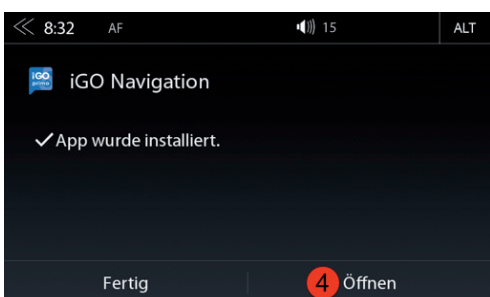 8:32 AF 15 ALT
iGO primo
iGO Navigation
App wurde installiert.
Fertig 4 Öffnen